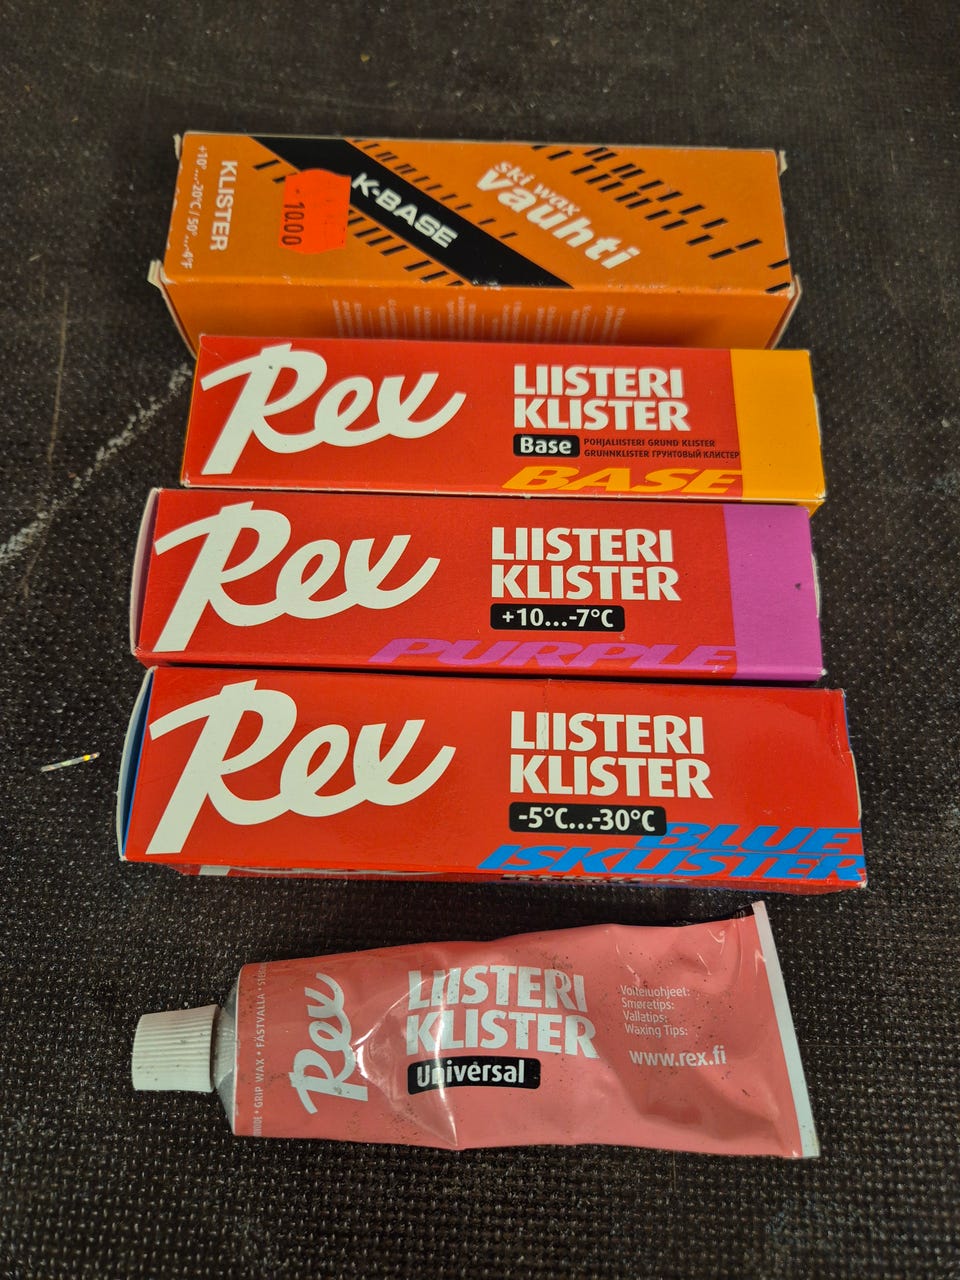 KLISTER
+10°...-20°C / 50°...-4°F
10.00
K-BASE
ski wax
vauhti
Rex
LIISTERI
KLISTER
Base
POHJALIISTERI GRUND KLISTER
GRUNNKLISTER ГРУНТОВЫЙ КЛИСТЕР
BASE
Rex
LIISTERI
KLISTER
+10...-7°C
PURPLE
Rex
LIISTERI
KLISTER
-5°C...-30°C
BLUE
ISKLISTER
GRIP WAX • FÄSTVALLA •
Rex
LIISTERI
KLISTER
Universal
Voiteluohjeet:
Smøretips:
Vallatips:
Waxing Tips:
www.rex.fi